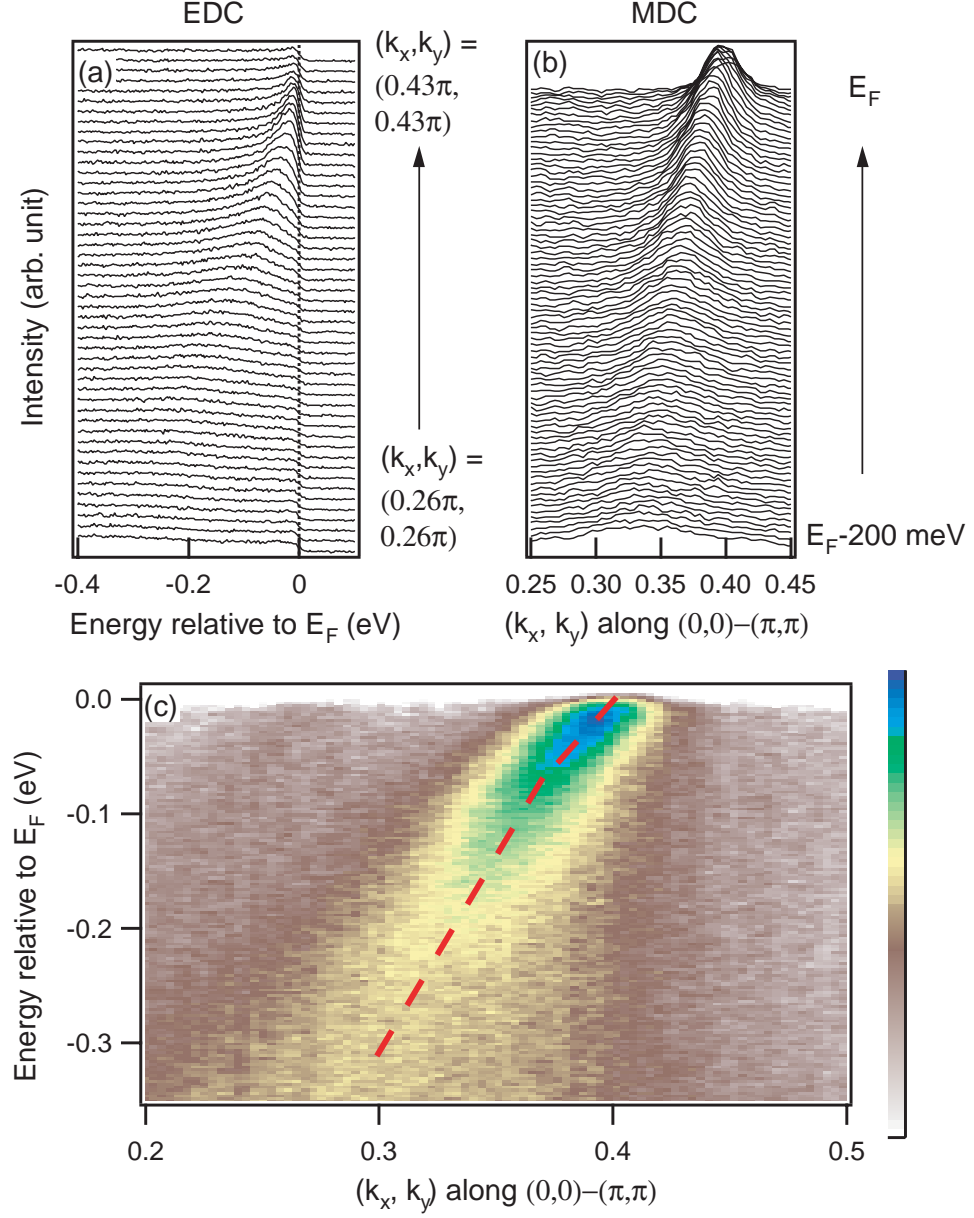 EDC
MDC
(a)
(k_x,k_y) =
(0.43π,
0.43π)
(b)
E_F
Intensity (arb. unit)
(k_x,k_y) =
(0.26π,
0.26π)
E_F-200 meV
-0.4 -0.2 0
0.25 0.30 0.35 0.40 0.45
Energy relative to E_F (eV)
(k_x, k_y) along (0,0)−(π,π)
(c)
0.0
-0.1
-0.2
-0.3
Energy relative to E_F (eV)
0.2 0.3 0.4 0.5
(k_x, k_y) along (0,0)−(π,π)